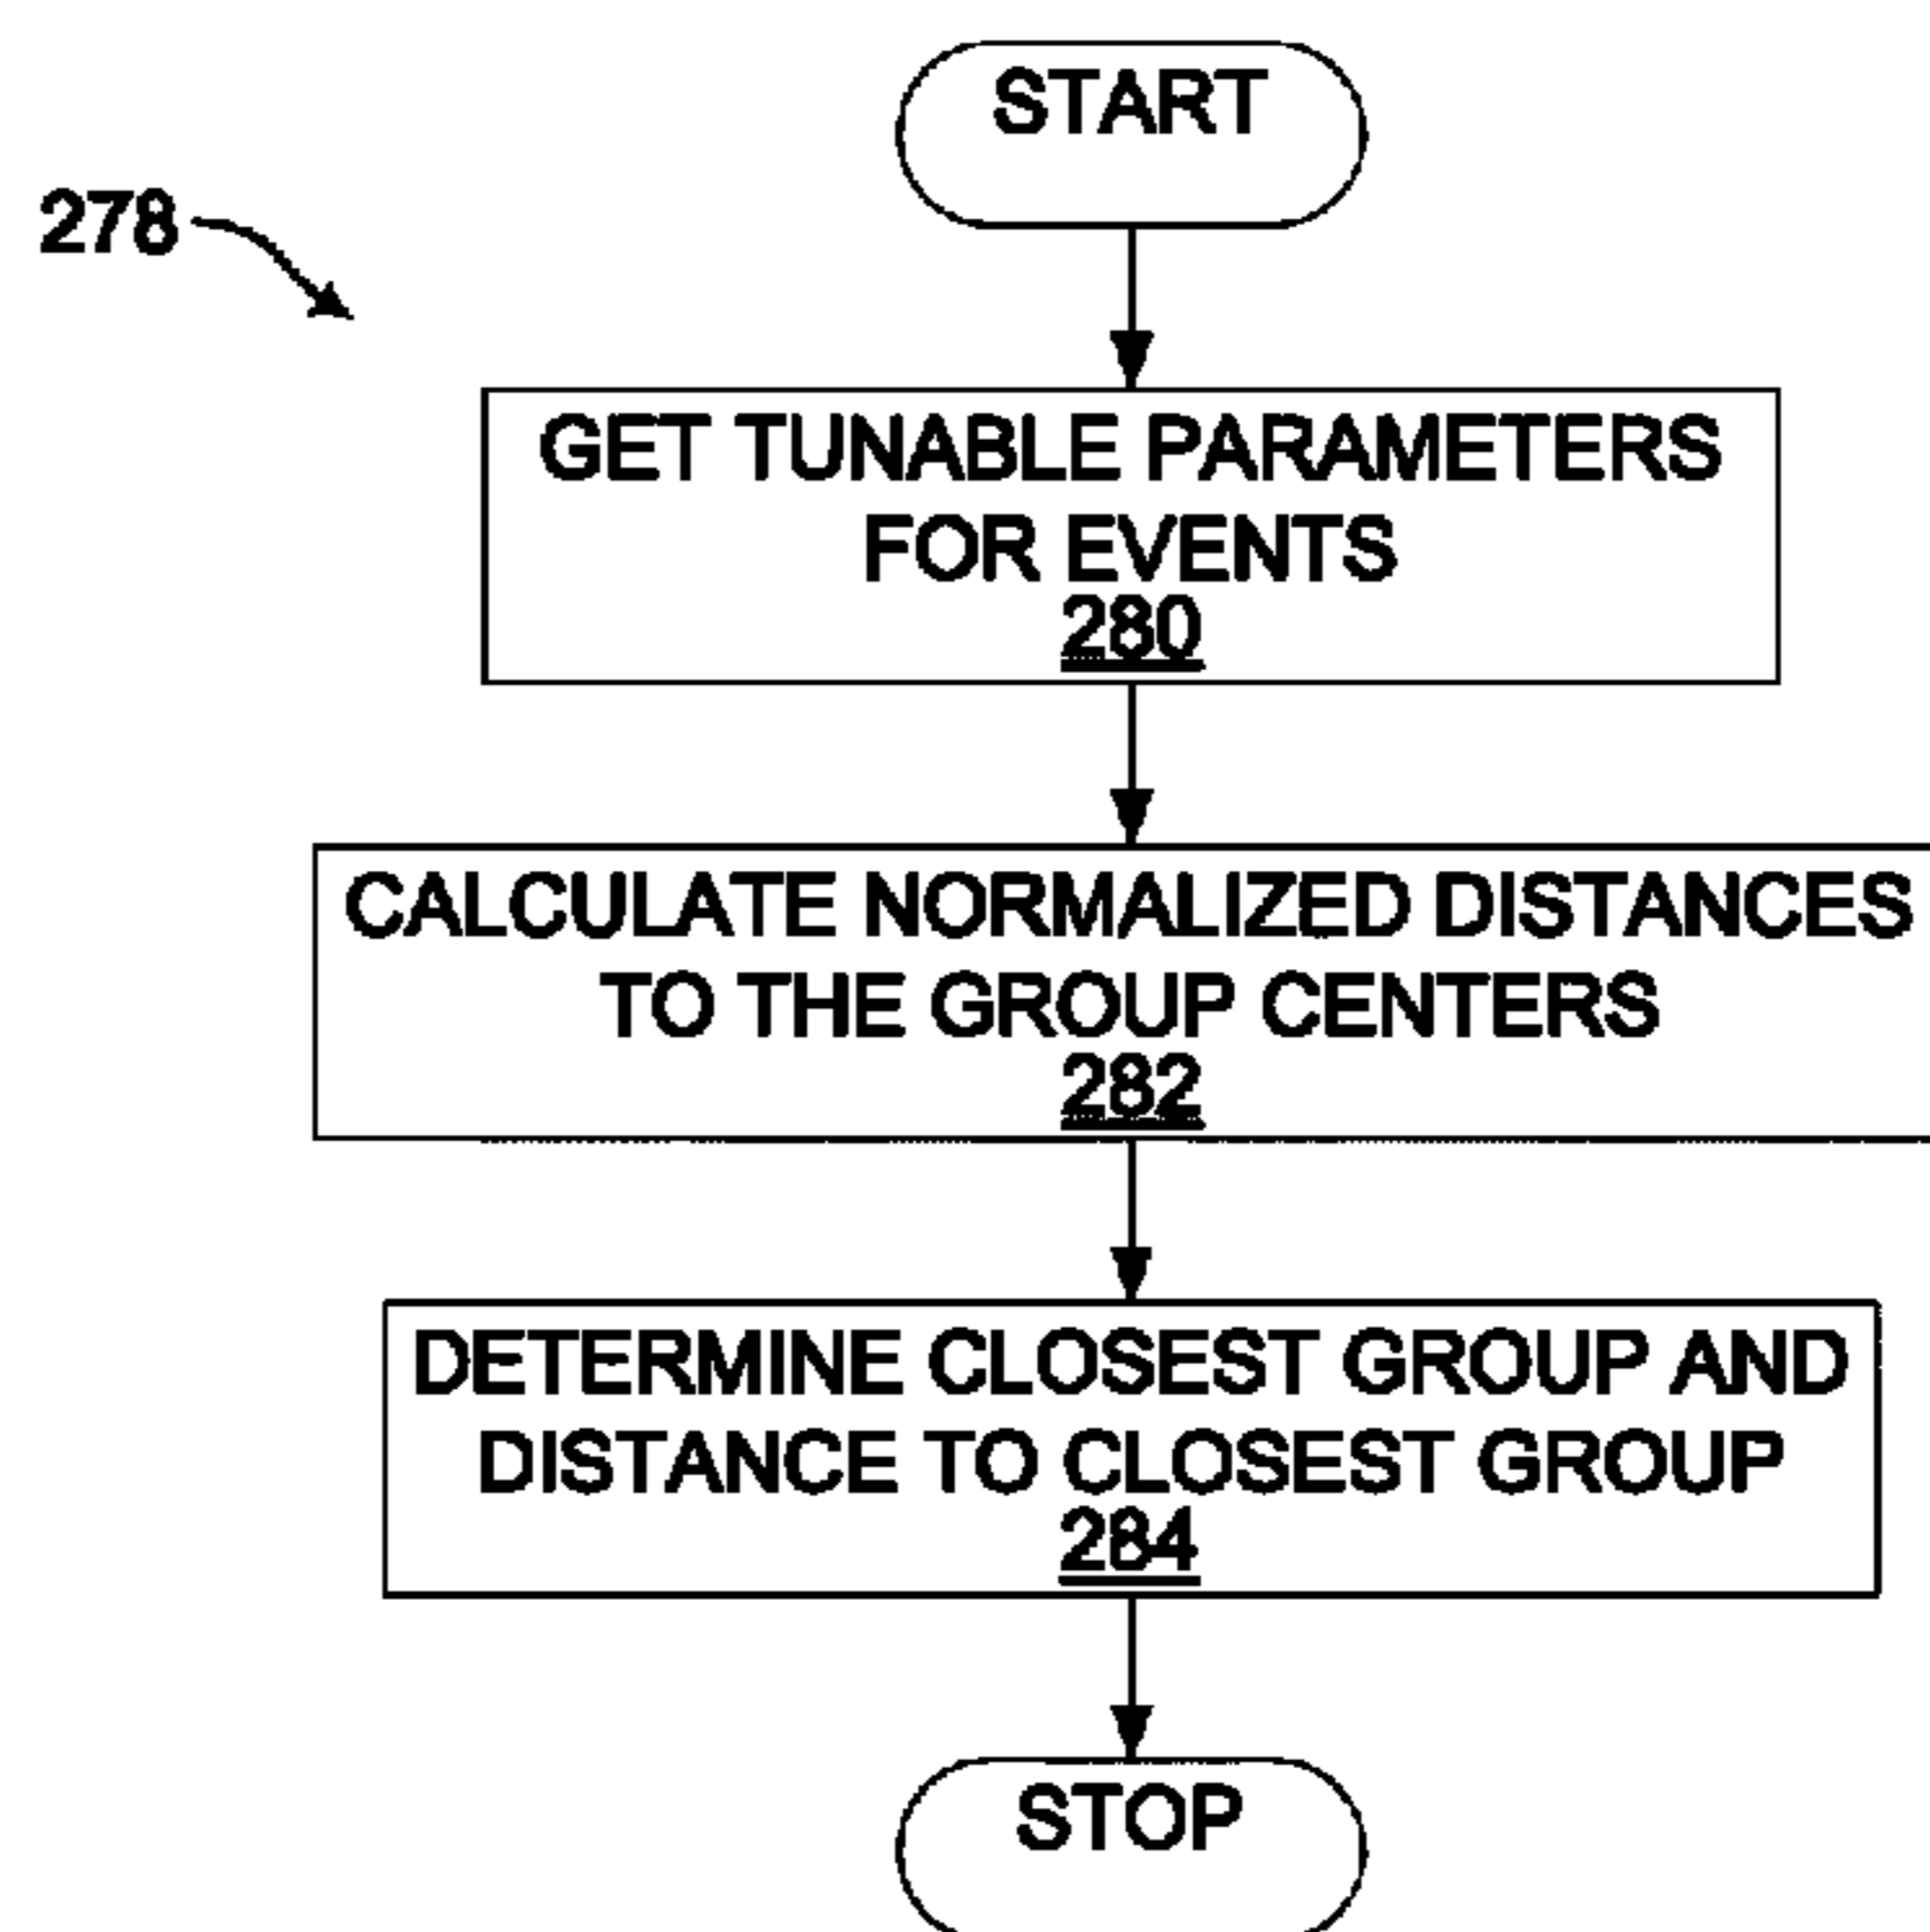 START
278
GET TUNABLE PARAMETERS
FOR EVENTS
280
CALCULATE NORMALIZED DISTANCES
TO THE GROUP CENTERS
282
DETERMINE CLOSEST GROUP AND
DISTANCE TO CLOSEST GROUP
284
STOP